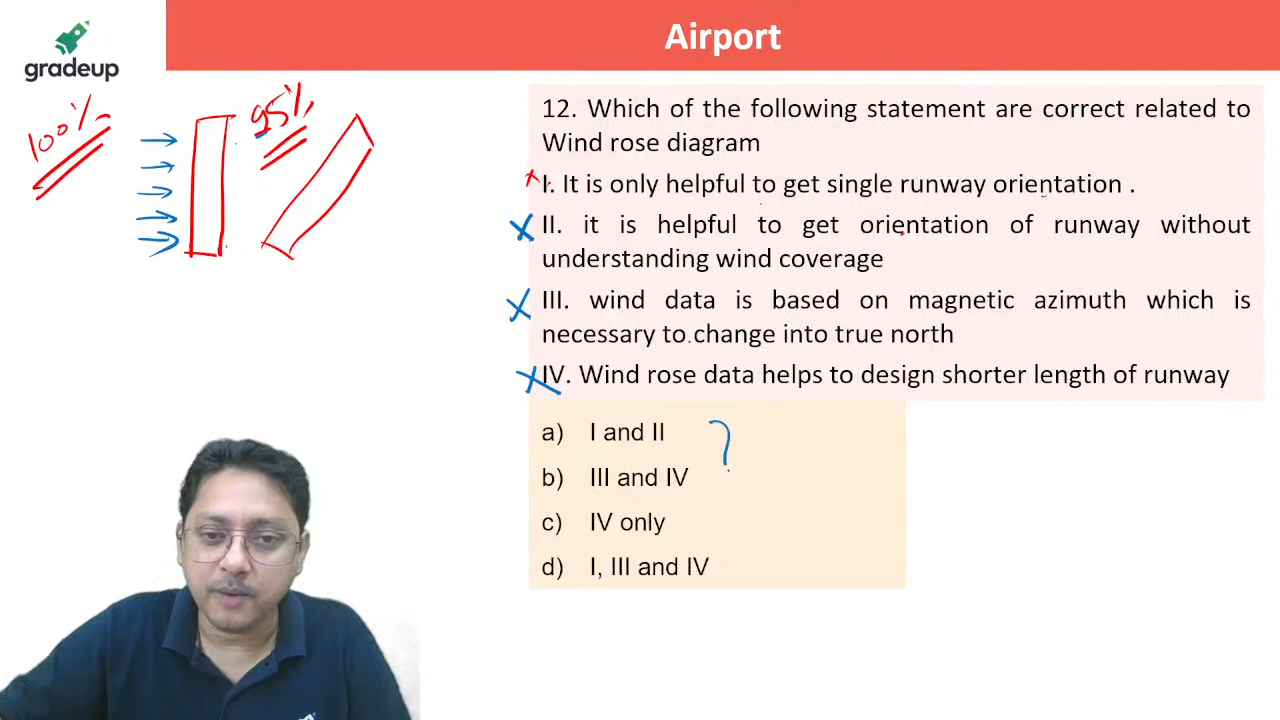 Airport
gradeup
100%
95%
12. Which of the following statement are correct related to
Wind rose diagram
I. It is only helpful to get single runway orientation .
II. it is helpful to get orientation of runway without
understanding wind coverage
III. wind data is based on magnetic azimuth which is
necessary to change into true north
IV. Wind rose data helps to design shorter length of runway
a) I and II
?
b) III and IV
c) IV only
d) I, III and IV